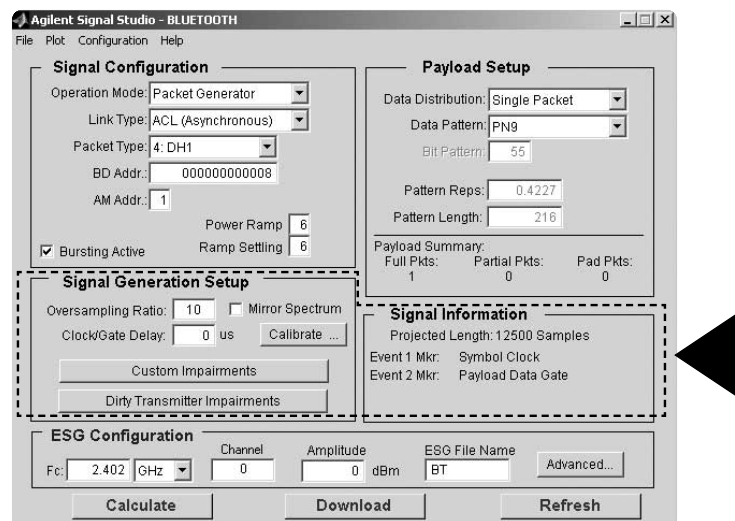 Agilent Signal Studio - BLUETOOTH
File Plot Configuration Help
Signal Configuration
Operation Mode: Packet Generator
Link Type: ACL (Asynchronous)
Packet Type: 4: DH1
BD Addr.: 000000000008
AM Addr.: 1
Power Ramp 6
Bursting Active Ramp Settling 6
Payload Setup
Data Distribution: Single Packet
Data Pattern: PN9
Bit Pattern: 55
Pattern Reps: 0.4227
Pattern Length: 216
Payload Summary:
Full Pkts: Partial Pkts: Pad Pkts:
1 0 0
Signal Generation Setup
Oversampling Ratio: 10 Mirror Spectrum
Clock/Gate Delay: 0 us Calibrate ...
Custom Impairments
Dirty Transmitter Impairments
Signal Information
Projected Length: 12500 Samples
Event 1 Mkr: Symbol Clock
Event 2 Mkr: Payload Data Gate
ESG Configuration
Channel Amplitude ESG File Name
Fc: 2.402 GHz 0 0 dBm BT Advanced...
Calculate Download Refresh